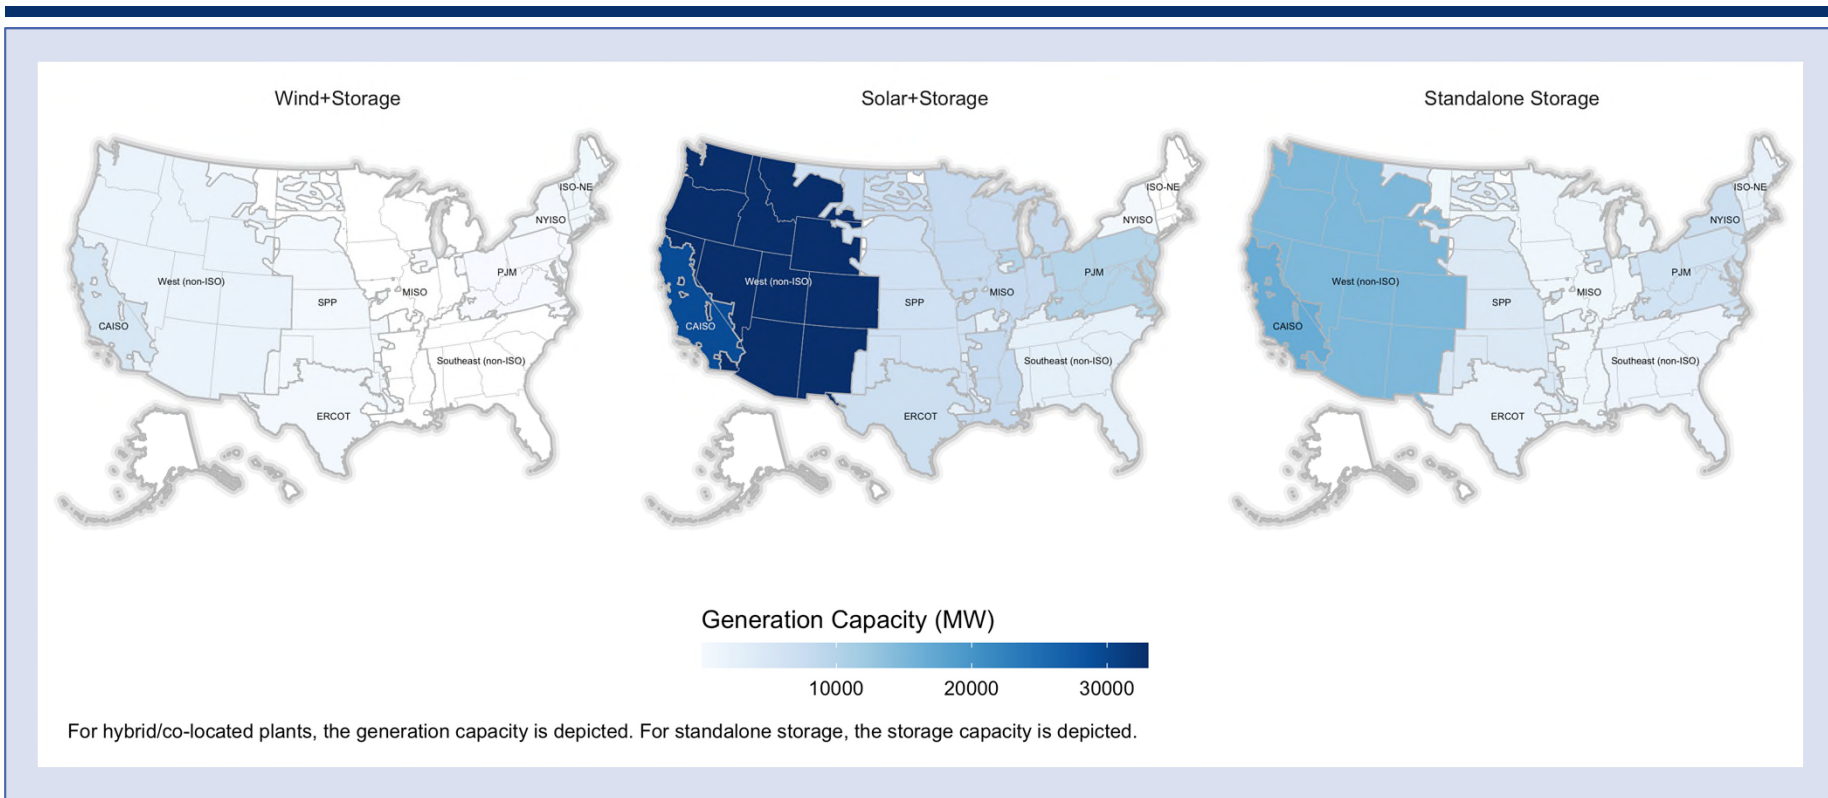 Wind+Storage
ISO-NE
NYISO
PJM
West (non-ISO)
MISO
SPP
CAISO
Southeast (non-ISO)
ERCOT
Solar+Storage
ISO-NE
NYISO
PJM
West (non-ISO)
MISO
SPP
CAISO
Southeast (non-ISO)
ERCOT
Standalone Storage
ISO-NE
NYISO
PJM
West (non-ISO)
MISO
SPP
CAISO
Southeast (non-ISO)
ERCOT
Generation Capacity (MW)
10000 20000 30000
For hybrid/co-located plants, the generation capacity is depicted. For standalone storage, the storage capacity is depicted.